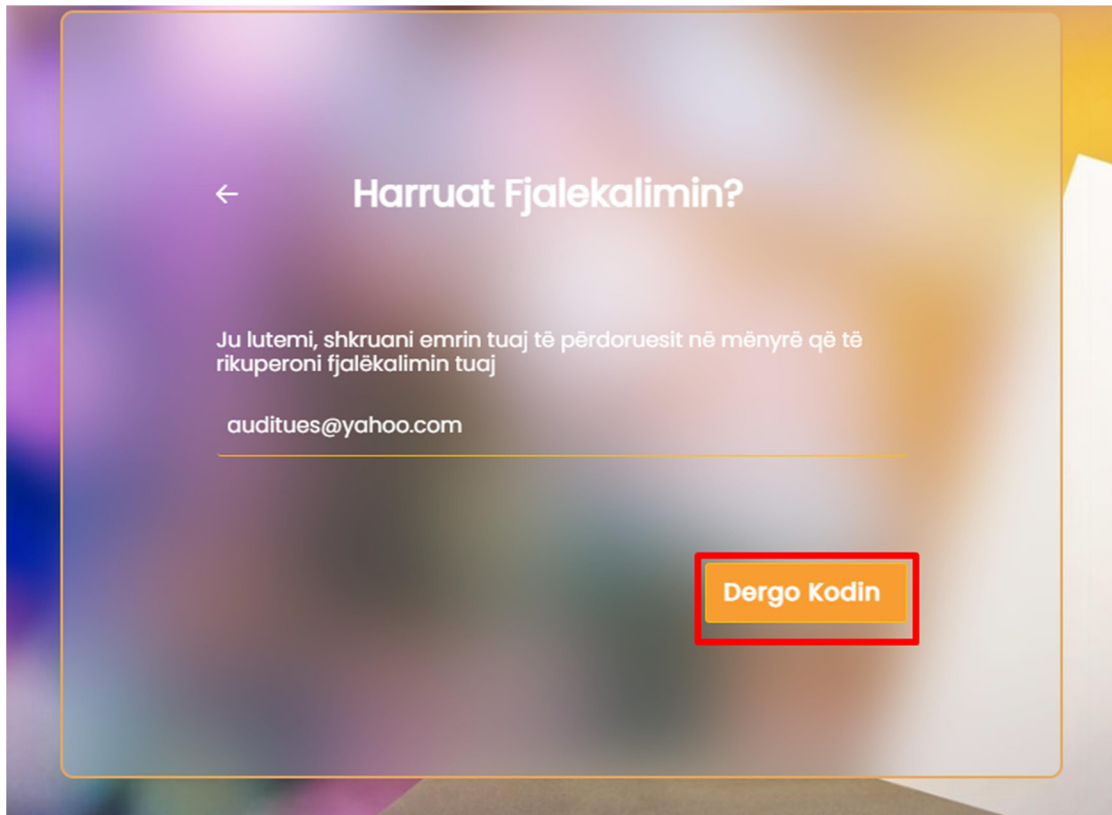 Harruat Fjalekalimin?
Ju lutemi, shkruani emrin tuaj të përdoruesit në mënyrë që të
rikuperoni fjalëkalimin tuaj
auditues@yahoo.com
Dergo Kodin